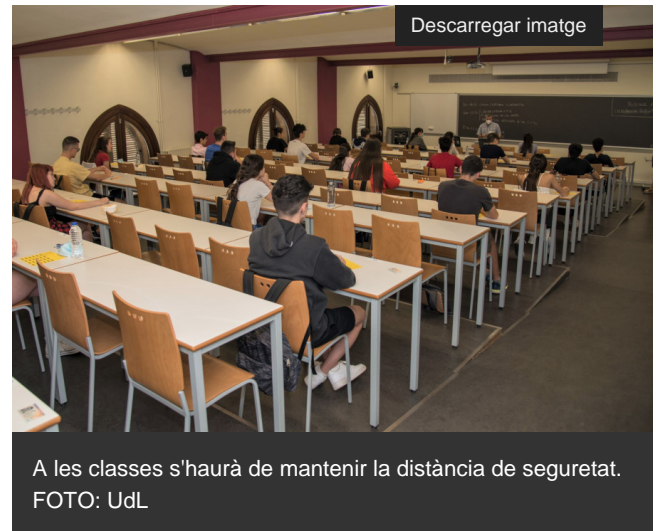 Descarregar imatge
A les classes s'haurà de mantenir la distància de seguretat.
FOTO: UdL